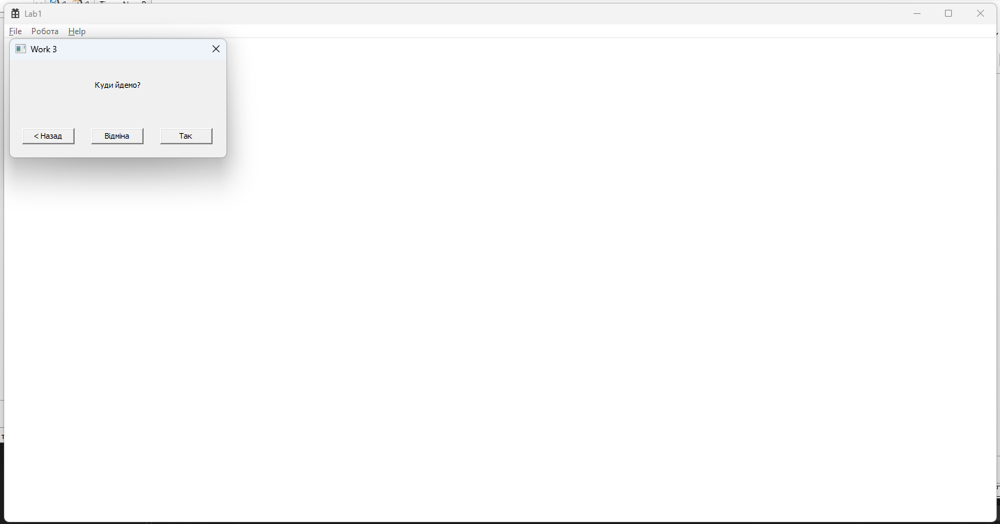 Lab1
File Робота Help
Work 3
Куди йдемо?
< Назад Відміна Так